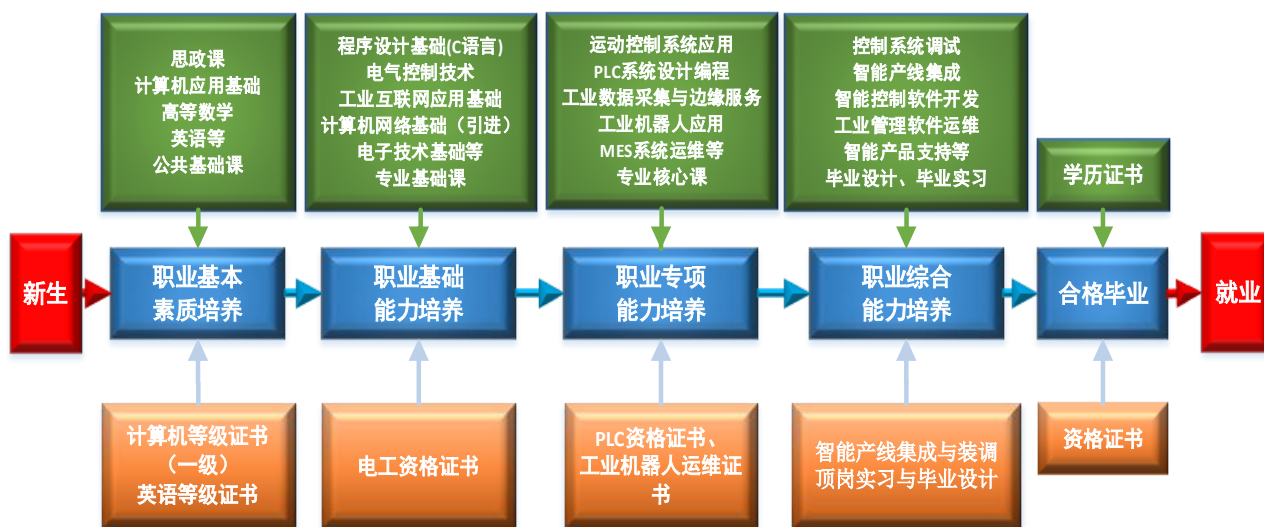 思政课
计算机应用基础
高等数学
英语等
公共基础课
程序设计基础(C语言)
电气控制技术
工业互联网应用基础
计算机网络基础（引进）
电子技术基础等
专业基础课
运动控制系统应用
PLC系统设计编程
工业数据采集与边缘服务
工业机器人应用
MES系统运维等
专业核心课
控制系统调试
智能产线集成
智能控制软件开发
工业管理软件运维
智能产品支持等
毕业设计、毕业实习
学历证书
新生
职业基本
素质培养
职业基础
能力培养
职业专项
能力培养
职业综合
能力培养
合格毕业
就业
计算机等级证书
（一级）
英语等级证书
电工资格证书
PLC资格证书、
工业机器人运维证
书
智能产线集成与装调
顶岗实习与毕业设计
资格证书